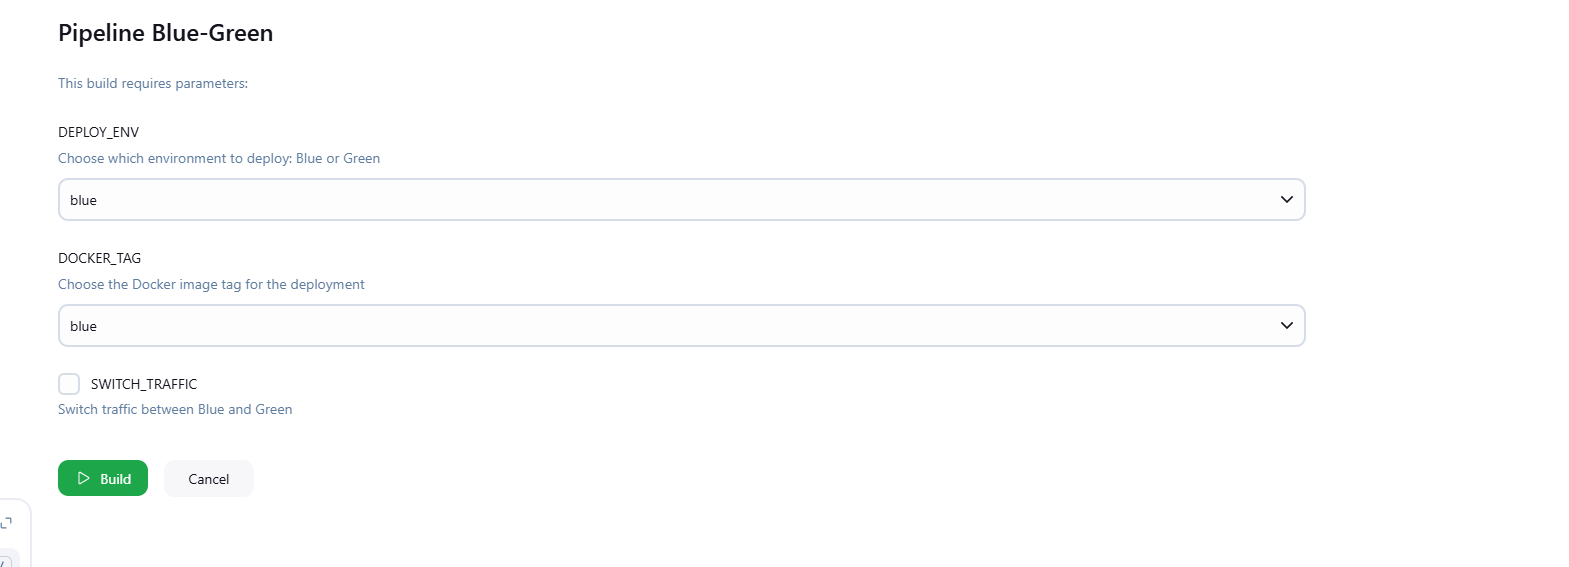 Pipeline Blue-Green
This build requires parameters:
DEPLOY_ENV
Choose which environment to deploy: Blue or Green
blue
DOCKER_TAG
Choose the Docker image tag for the deployment
blue
SWITCH_TRAFFIC
Switch traffic between Blue and Green
Build
Cancel